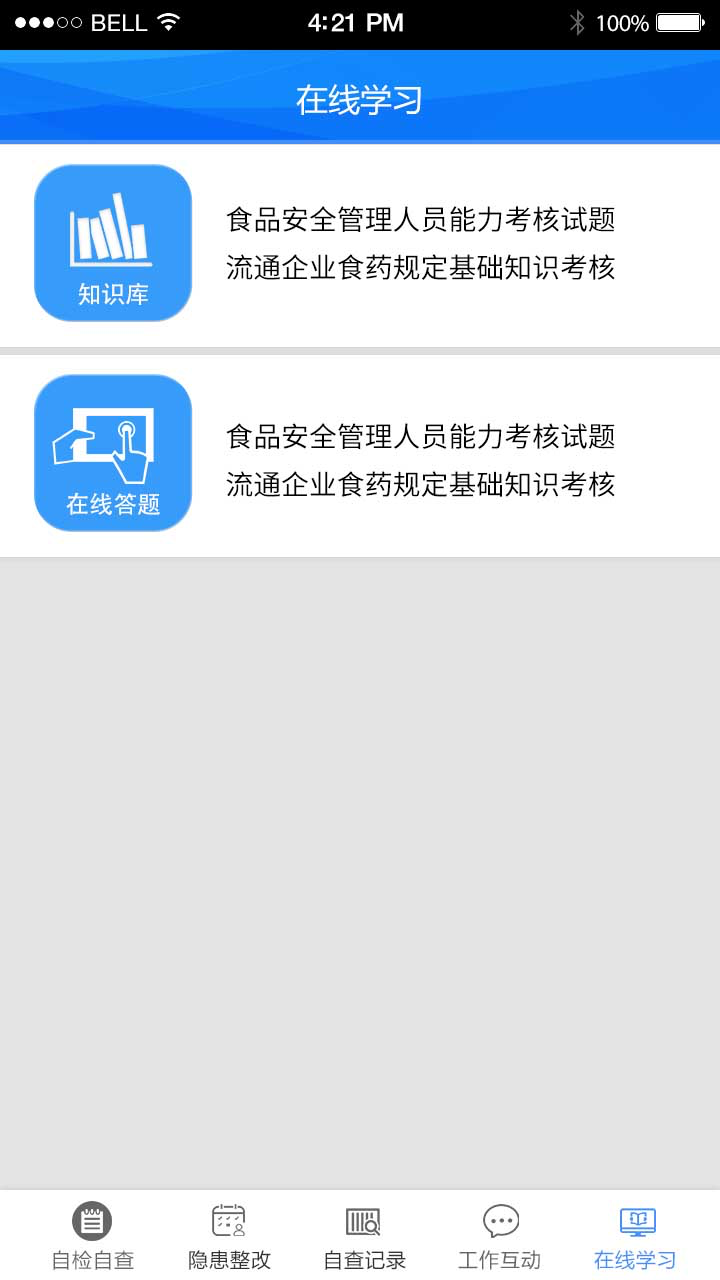 BELL 4:21 PM 100%
在线学习
知识库
食品安全管理人员能力考核试题
流通企业食药规定基础知识考核
在线答题
食品安全管理人员能力考核试题
流通企业食药规定基础知识考核
自检自查 隐患整改 自查记录 工作互动 在线学习